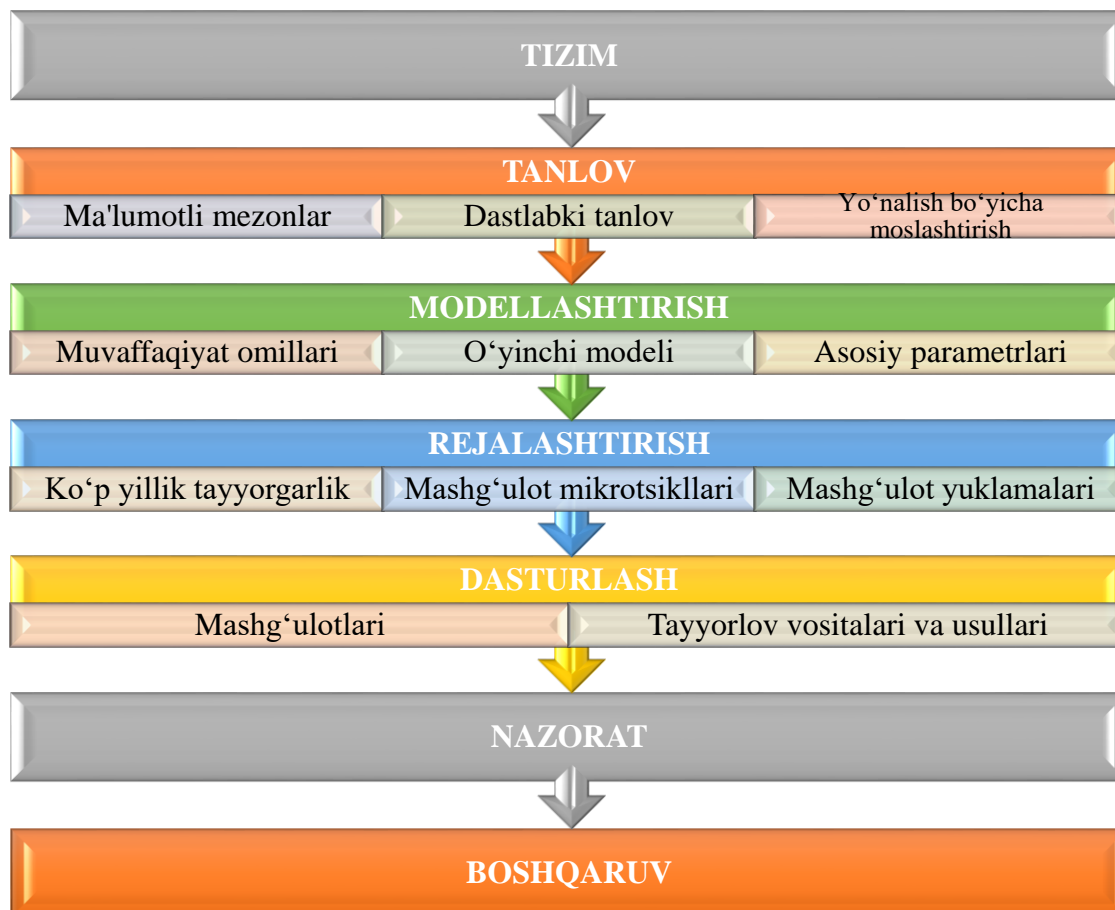 TIZIM
TANLOV
Ma'lumotli mezonlar
Dastlabki tanlov
Yo‘nalish bo‘yicha
moslashtirish
MODELLASHTIRISH
Muvaffaqiyat omillari
O‘yinchi modeli
Asosiy parametrlari
REJALASHTIRISH
Ko‘p yillik tayyorgarlik
Mashg‘ulot mikrotsikllari
Mashg‘ulot yuklamalari
DASTURLASH
Mashg‘ulotlari
Tayyorlov vositalari va usullari
NAZORAT
BOSHQARUV